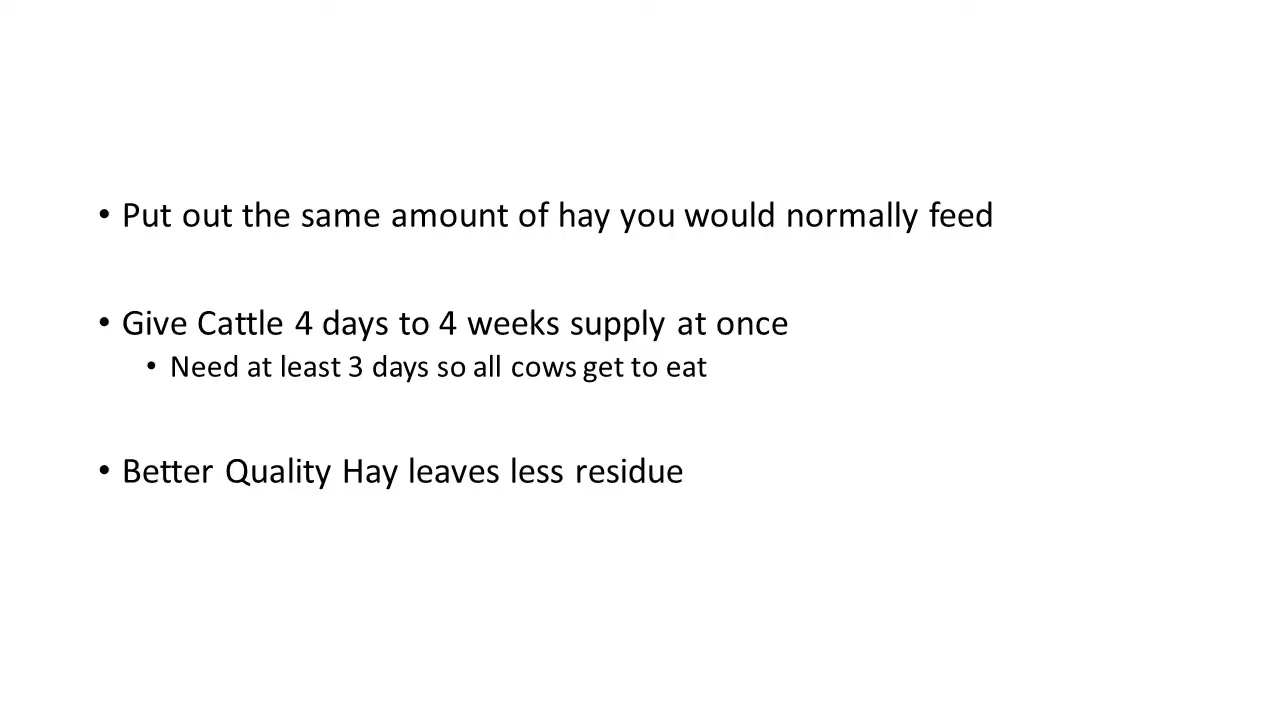 • Put out the same amount of hay you would normally feed
• Give Cattle 4 days to 4 weeks supply at once
• Need at least 3 days so all cows get to eat
• Better Quality Hay leaves less residue